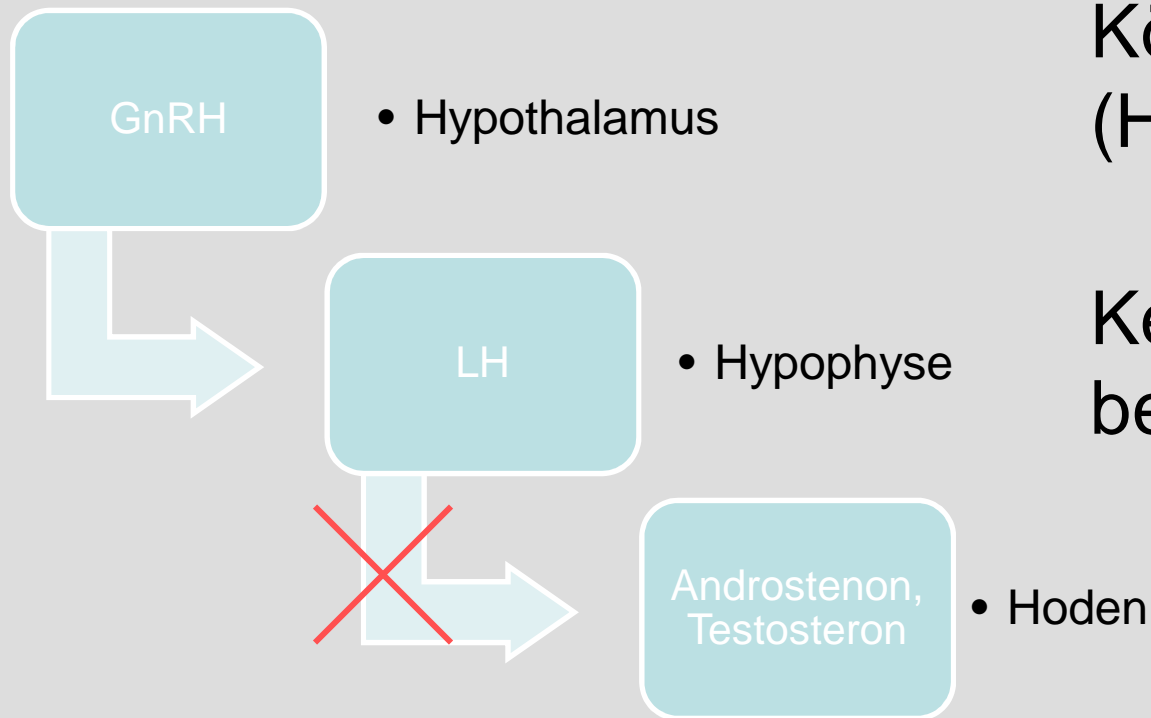 GnRH
• Hypothalamus
LH
• Hypophyse
Androstenon,
Testosteron
• Hoden